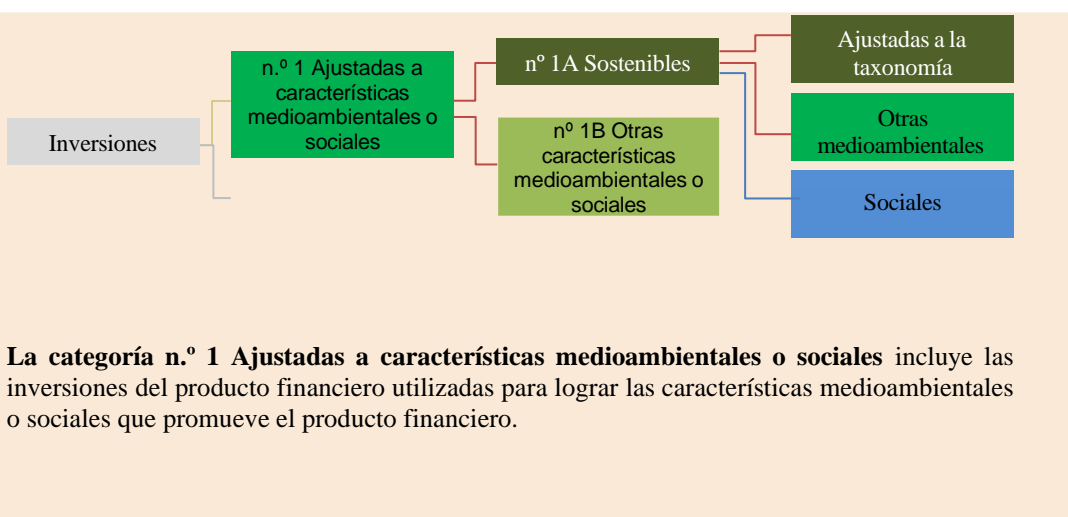 Inversiones
n.º 1 Ajustadas a
características
medioambientales o
sociales
nº 1A Sostenibles
nº 1B Otras
características
medioambientales o
sociales
Ajustadas a la
taxonomía
Otras
medioambientales
Sociales
La categoría n.º 1 Ajustadas a características medioambientales o sociales incluye las
inversiones del producto financiero utilizadas para lograr las características medioambientales
o sociales que promueve el producto financiero.